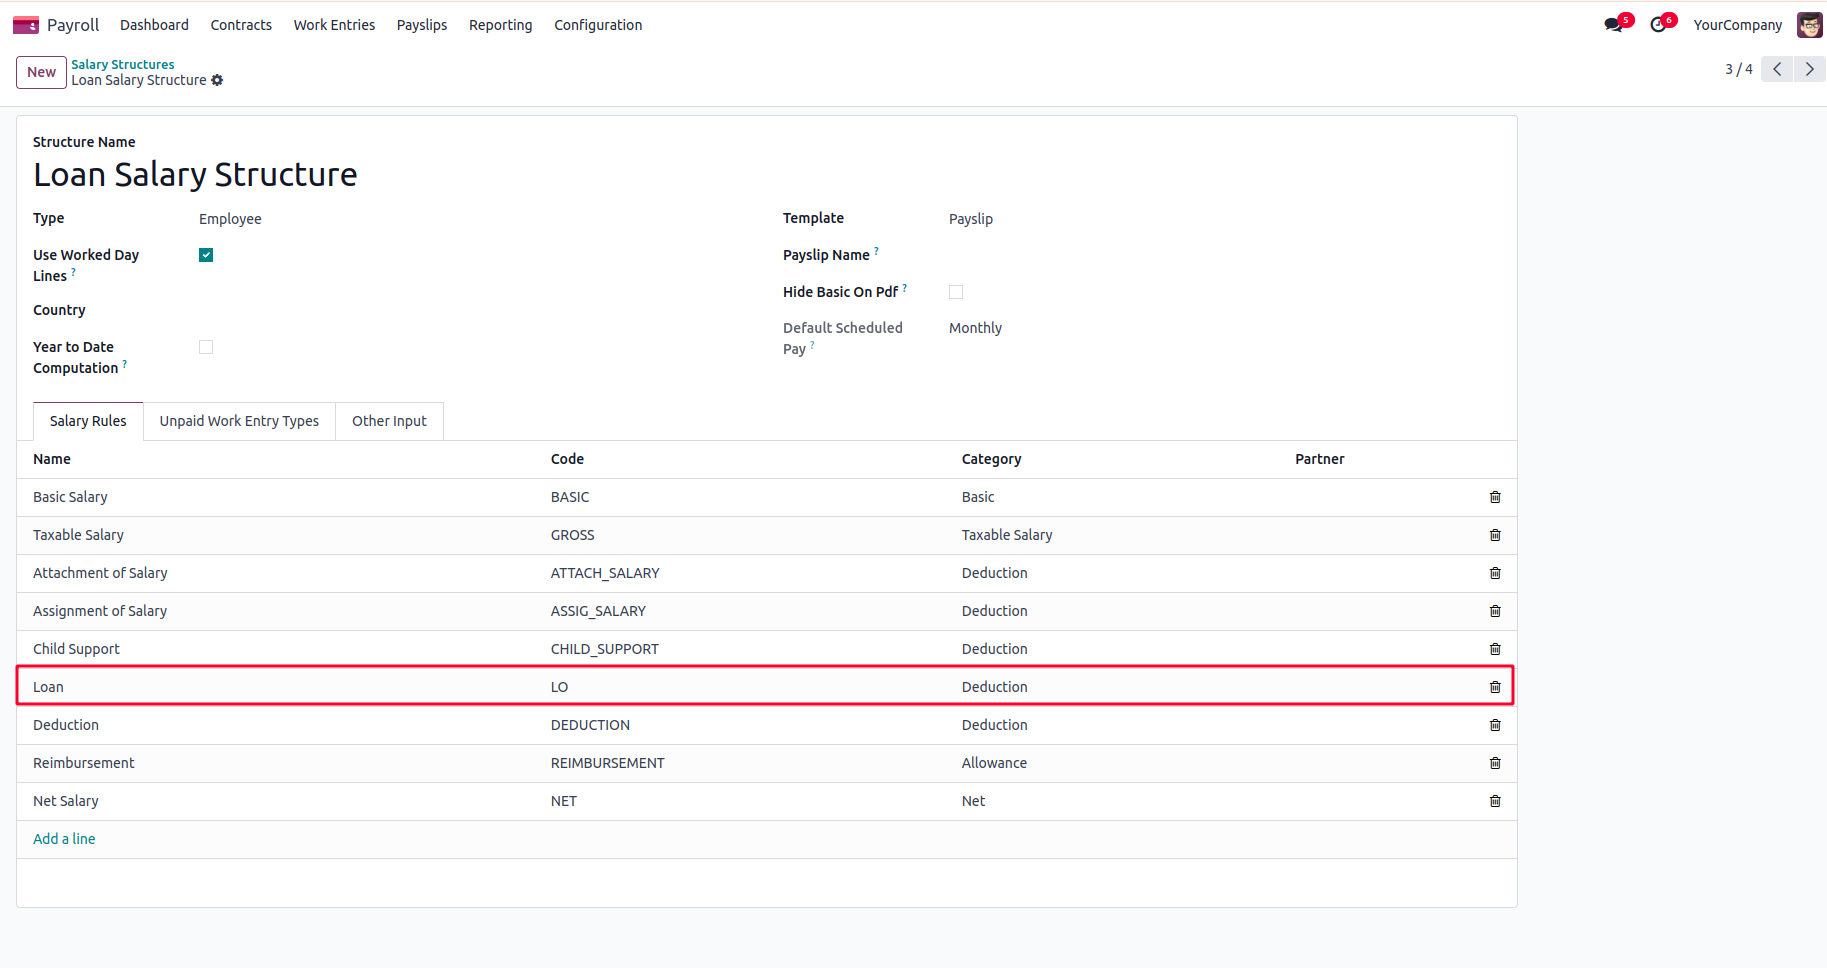 Payroll Dashboard Contracts Work Entries Payslips Reporting Configuration 5 6 YourCompany
New Salary Structures 3 / 4
Loan Salary Structure
Structure Name
Loan Salary Structure
Type Employee Template Payslip
Use Worked Day Payslip Name ?
Lines ?
Hide Basic On Pdf ?
Country
Default Scheduled Monthly
Pay ?
Year to Date
Computation ?
Salary Rules Unpaid Work Entry Types Other Input
Name Code Category Partner
Basic Salary BASIC Basic
Taxable Salary GROSS Taxable Salary
Attachment of Salary ATTACH_SALARY Deduction
Assignment of Salary ASSIG_SALARY Deduction
Child Support CHILD_SUPPORT Deduction
Loan LO Deduction
Deduction DEDUCTION Deduction
Reimbursement REIMBURSEMENT Allowance
Net Salary NET Net
Add a line